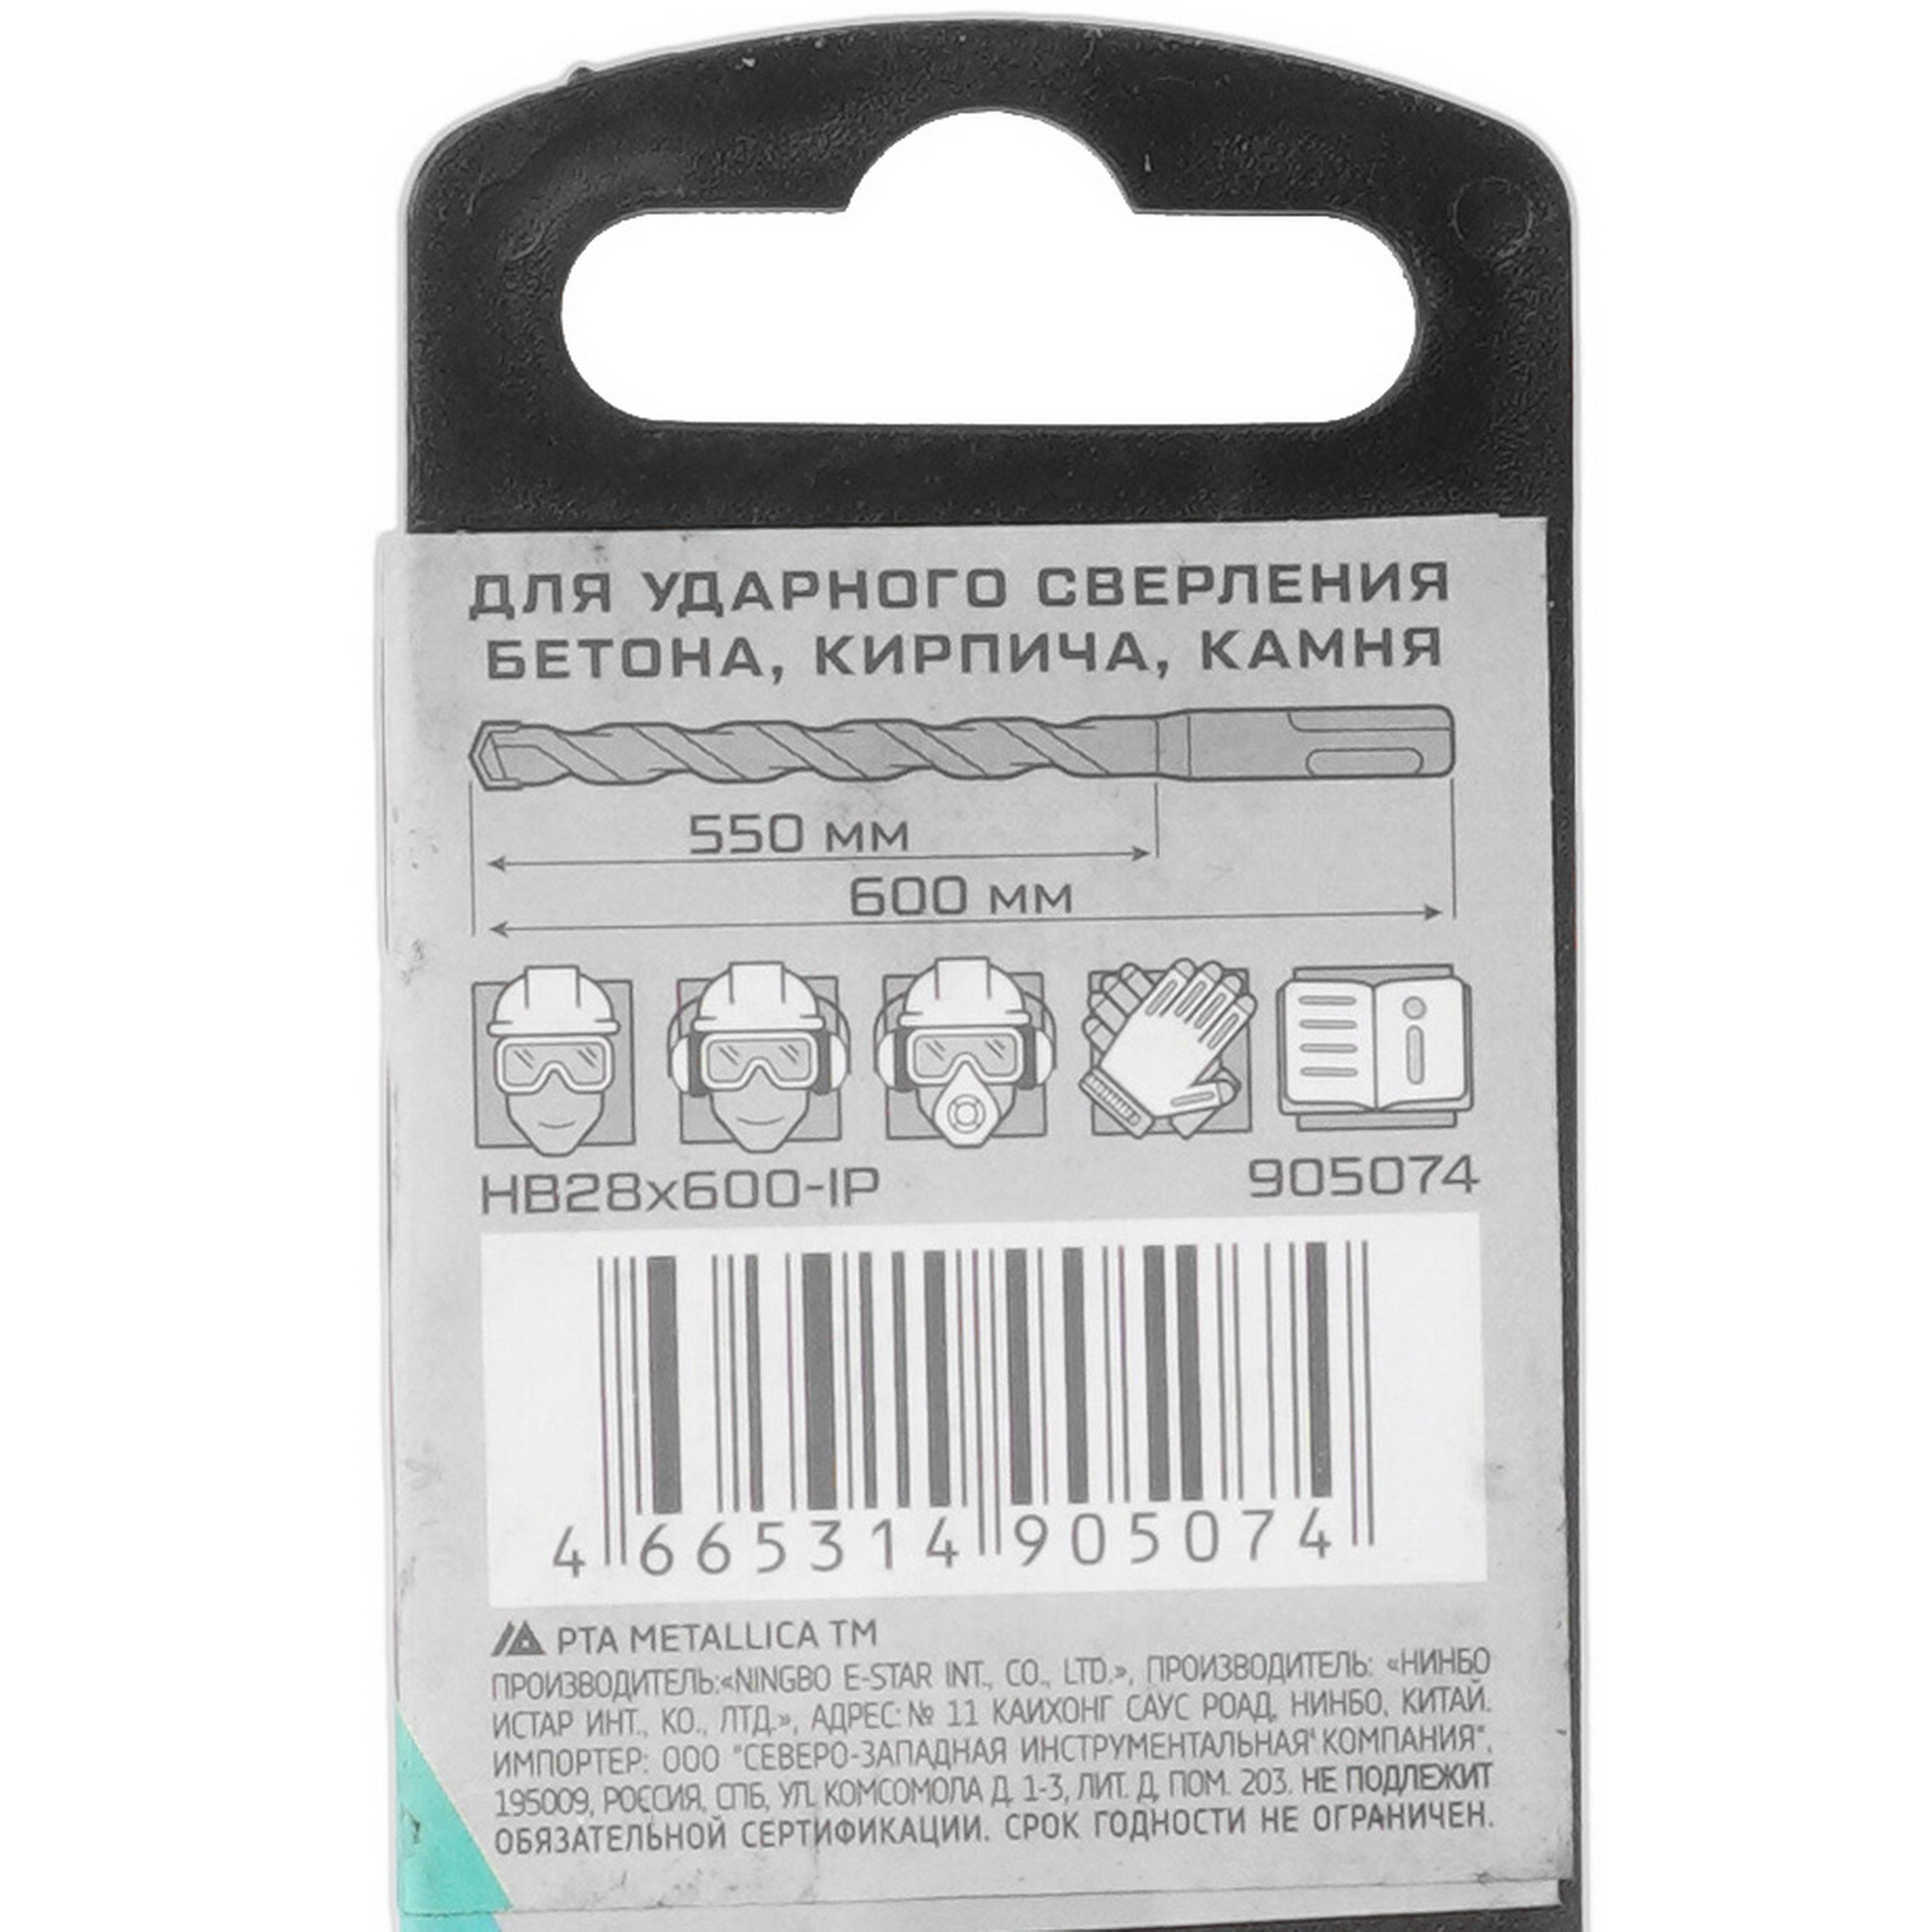 ДЛЯ УДАРНОГО СВЕРЛЕНИЯ
БЕТОНА, КИРПИЧА, КАМНЯ
550 мм
600 мм
HB28x600-IP 905074
4 665314 905074
PTA METALLICA TM
ПРОИЗВОДИТЕЛЬ:«NINGBO E-STAR INT., CO., LTD.», ПРОИЗВОДИТЕЛЬ: «НИНБО
ИСТАР ИНТ., КО., ЛТД.», АДРЕС: № 11 КАИХОНГ САУС РОАД, НИНБО, КИТАЙ.
ИМПОРТЕР: ООО "СЕВЕРО-ЗАПАДНАЯ ИНСТРУМЕНТАЛЬНАЯ КОМПАНИЯ",
195009, РОССИЯ, СПБ, УЛ. КОМСОМОЛА Д. 1-3, ЛИТ. Д, ПОМ. 203. НЕ ПОДЛЕЖИТ
ОБЯЗАТЕЛЬНОЙ СЕРТИФИКАЦИИ. СРОК ГОДНОСТИ НЕ ОГРАНИЧЕН.